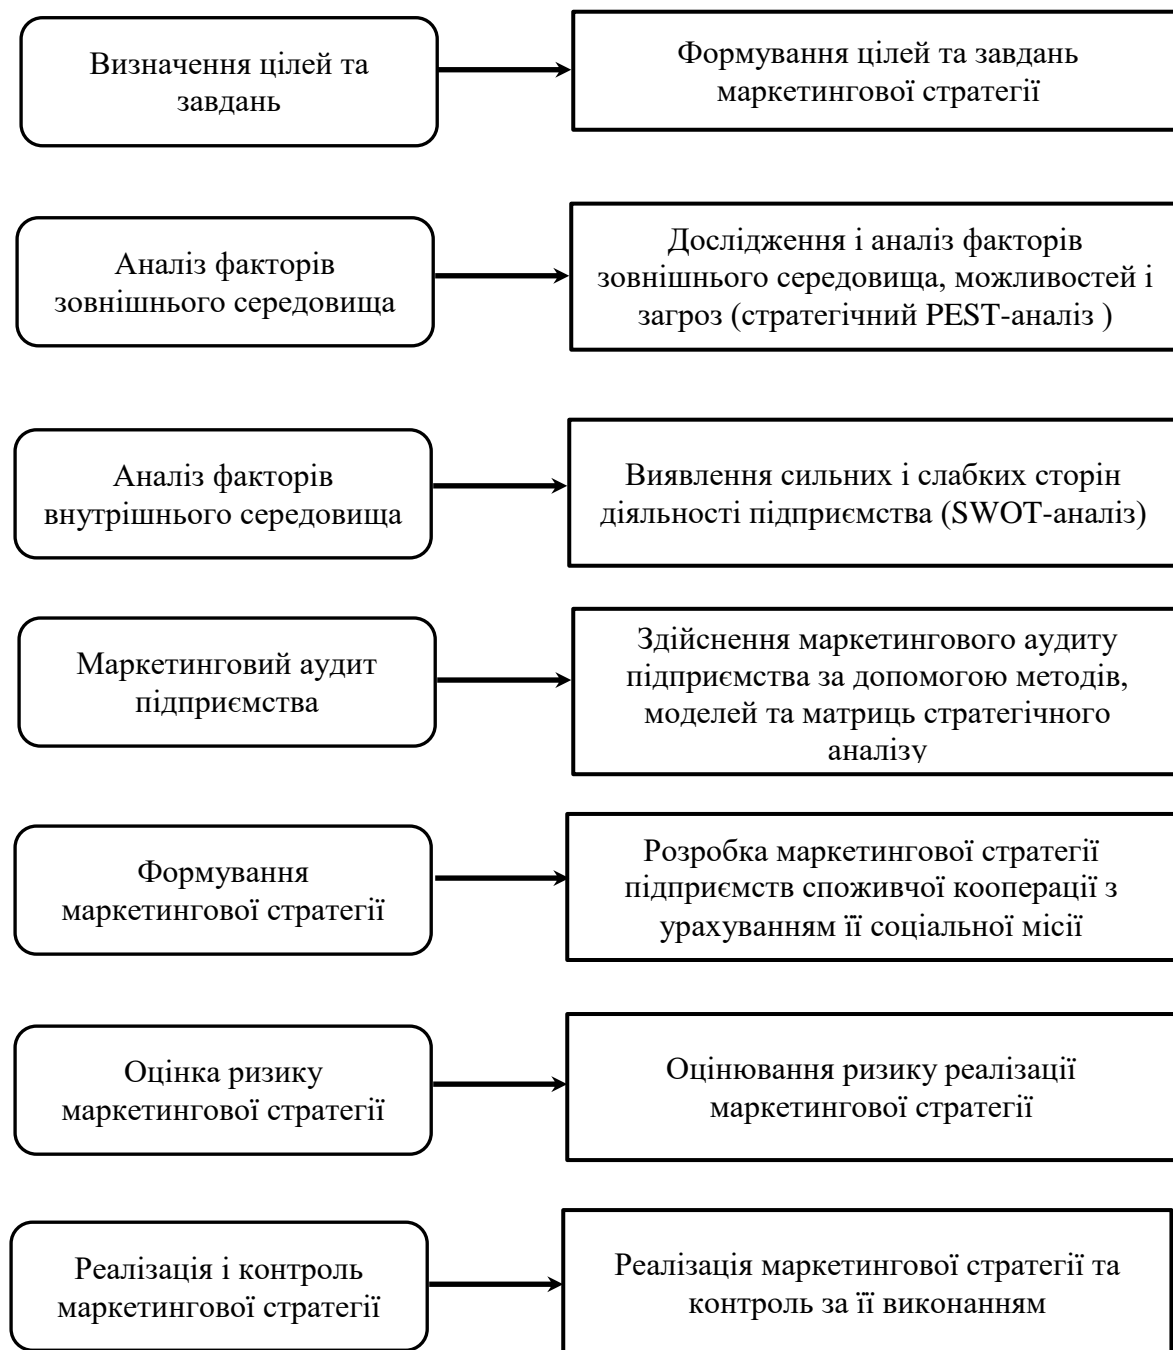 Визначення цілей та
завдань
Формування цілей та завдань
маркетингової стратегії
Аналіз факторів
зовнішнього середовища
Дослідження і аналіз факторів
зовнішнього середовища, можливостей і
загроз (стратегічний PEST-аналіз )
Аналіз факторів
внутрішнього середовища
Виявлення сильних і слабких сторін
діяльності підприємства (SWOT-аналіз)
Маркетинговий аудит
підприємства
Здійснення маркетингового аудиту
підприємства за допомогою методів,
моделей та матриць стратегічного
аналізу
Формування
маркетингової стратегії
Розробка маркетингової стратегії
підприємств споживчої кооперації з
урахуванням її соціальної місії
Оцінка ризику
маркетингової стратегії
Оцінювання ризику реалізації
маркетингової стратегії
Реалізація і контроль
маркетингової стратегії
Реалізація маркетингової стратегії та
контроль за її виконанням